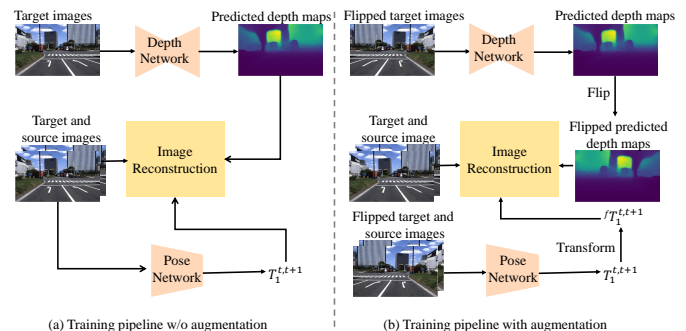 Target images
Predicted depth maps
Depth
Network
Target and
source images
Image
Reconstruction
Pose
Network
T_1^{t,t+1}
(a) Training pipeline w/o augmentation
Flipped target images
Predicted depth maps
Depth
Network
Flip
Target and
source image
Flipped predicted
depth maps
Image
Reconstruction
^fT_1^{t,t+1}
Flipped target and
source images
Transform
Pose
Network
T_1^{t,t+1}
(b) Training pipeline with augmentation